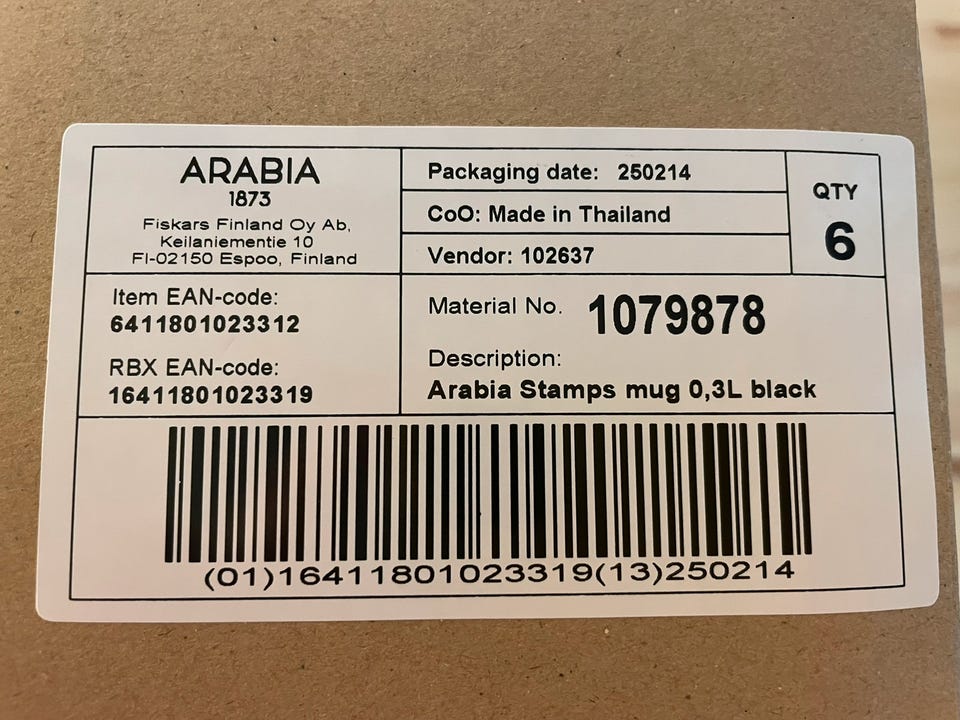 ARABIA
1873
Fiskars Finland Oy Ab,
Keilaniementie 10
FI-02150 Espoo, Finland
Packaging date: 250214
CoO: Made in Thailand
Vendor: 102637
QTY
6
Item EAN-code:
6411801023312
RBX EAN-code:
16411801023319
Material No. 1079878
Description:
Arabia Stamps mug 0,3L black
(01)16411801023319(13)250214